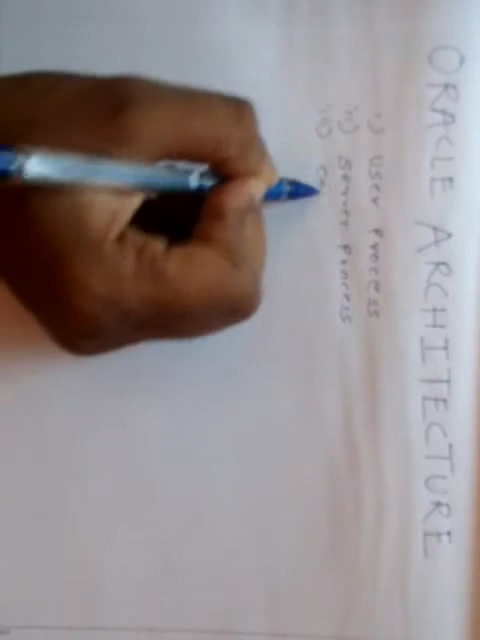 ORACLE ARCHITECTURE
i) User Process
ii) Server Process
iii)